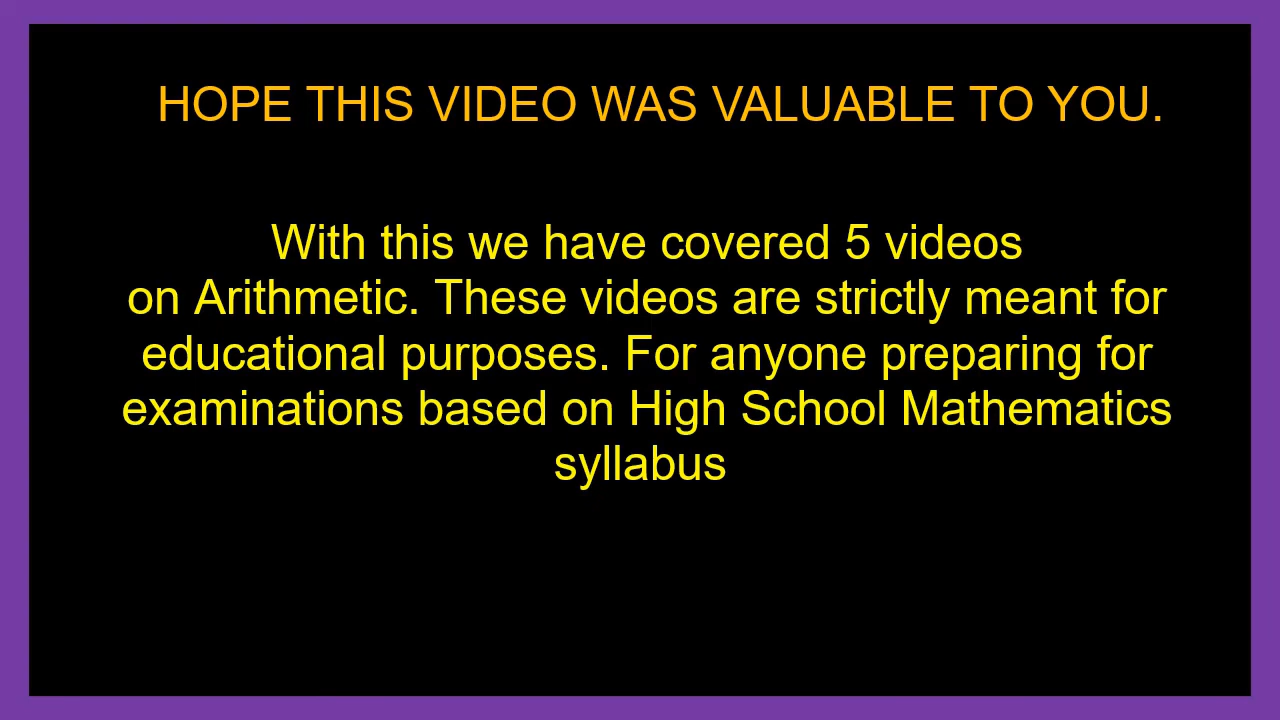 HOPE THIS VIDEO WAS VALUABLE TO YOU.
With this we have covered 5 videos
on Arithmetic. These videos are strictly meant for
educational purposes. For anyone preparing for
examinations based on High School Mathematics
syllabus